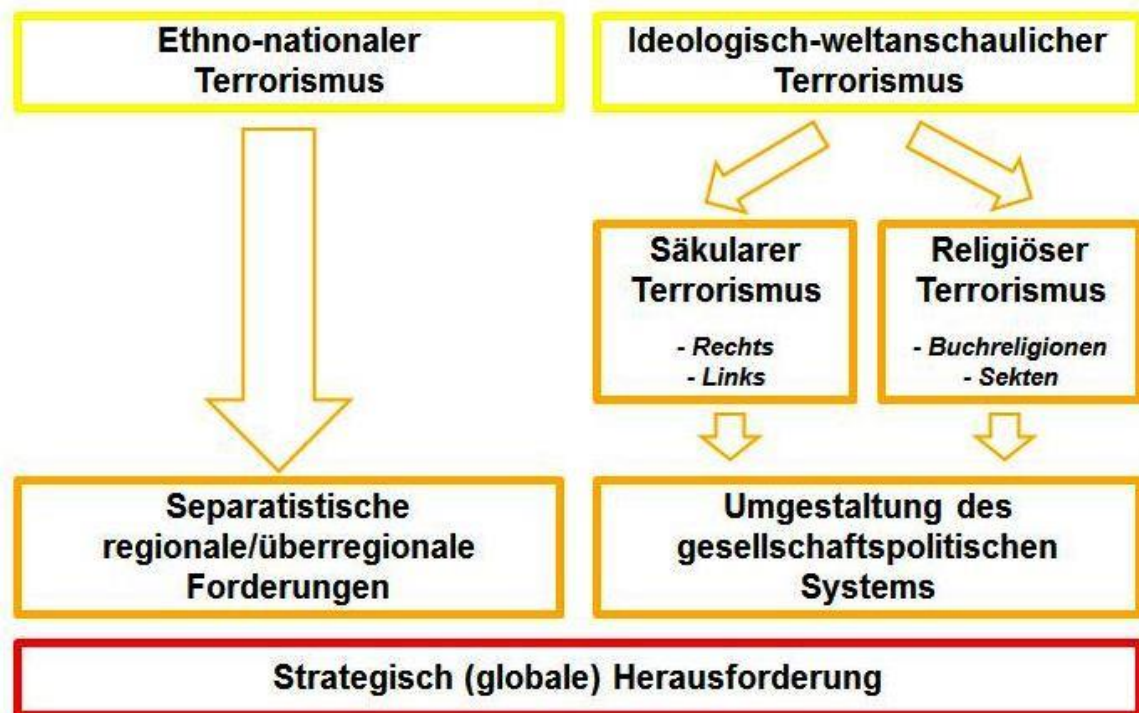 Ethno-nationaler
Terrorismus
Ideologisch-weltanschaulicher
Terrorismus
Säkularer
Terrorismus
- Rechts
- Links
Religiöser
Terrorismus
- Buchreligionen
- Sekten
Separatistische
regionale/überregionale
Forderungen
Umgestaltung des
gesellschaftspolitischen
Systems
Strategisch (globale) Herausforderung